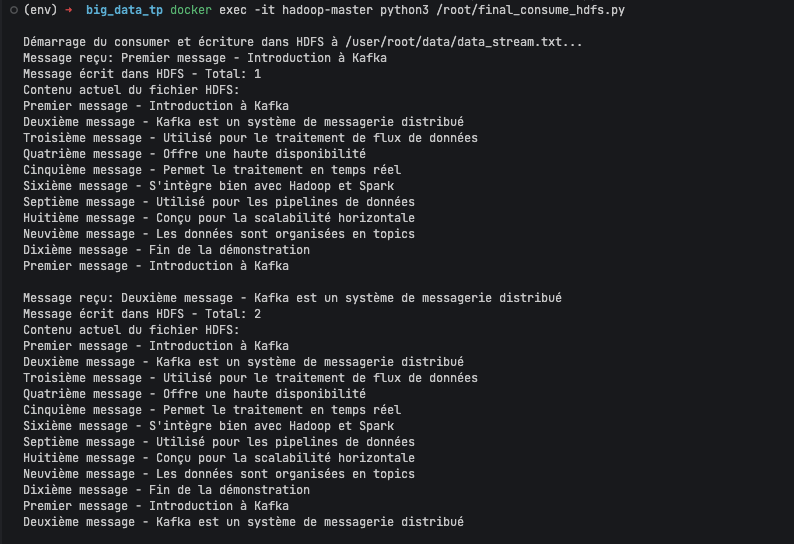 (env) → big_data_tp docker exec -it hadoop-master python3 /root/final_consume_hdfs.py
Démarrage du consumer et écriture dans HDFS à /user/root/data/data_stream.txt...
Message reçu: Premier message - Introduction à Kafka
Message écrit dans HDFS - Total: 1
Contenu actuel du fichier HDFS:
Premier message - Introduction à Kafka
Deuxième message - Kafka est un système de messagerie distribué
Troisième message - Utilisé pour le traitement de flux de données
Quatrième message - Offre une haute disponibilité
Cinquième message - Permet le traitement en temps réel
Sixième message - S'intègre bien avec Hadoop et Spark
Septième message - Utilisé pour les pipelines de données
Huitième message - Conçu pour la scalabilité horizontale
Neuvième message - Les données sont organisées en topics
Dixième message - Fin de la démonstration
Premier message - Introduction à Kafka
Message reçu: Deuxième message - Kafka est un système de messagerie distribué
Message écrit dans HDFS - Total: 2
Contenu actuel du fichier HDFS:
Premier message - Introduction à Kafka
Deuxième message - Kafka est un système de messagerie distribué
Troisième message - Utilisé pour le traitement de flux de données
Quatrième message - Offre une haute disponibilité
Cinquième message - Permet le traitement en temps réel
Sixième message - S'intègre bien avec Hadoop et Spark
Septième message - Utilisé pour les pipelines de données
Huitième message - Conçu pour la scalabilité horizontale
Neuvième message - Les données sont organisées en topics
Dixième message - Fin de la démonstration
Premier message - Introduction à Kafka
Deuxième message - Kafka est un système de messagerie distribué